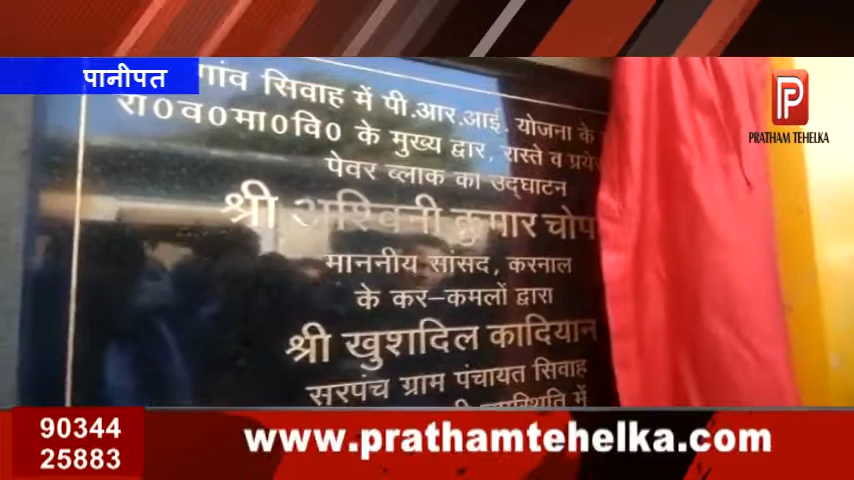 पानीपत
गांव सिवाह में पी.आर.आई. योजना के
रा0व0मा0वि0 के मुख्य द्वार, रास्ते व
पेवर ब्लाक का उद्घाटन
श्री अश्विनी कुमार चोप
माननीय सांसद, करनाल
के कर-कमलों द्वारा
श्री खुशदिल कादियान
सरपंच ग्राम पंचायत सिवाह
में
P
PRATHAM TEHELKA
90344
25883
www.prathamtehelka.com